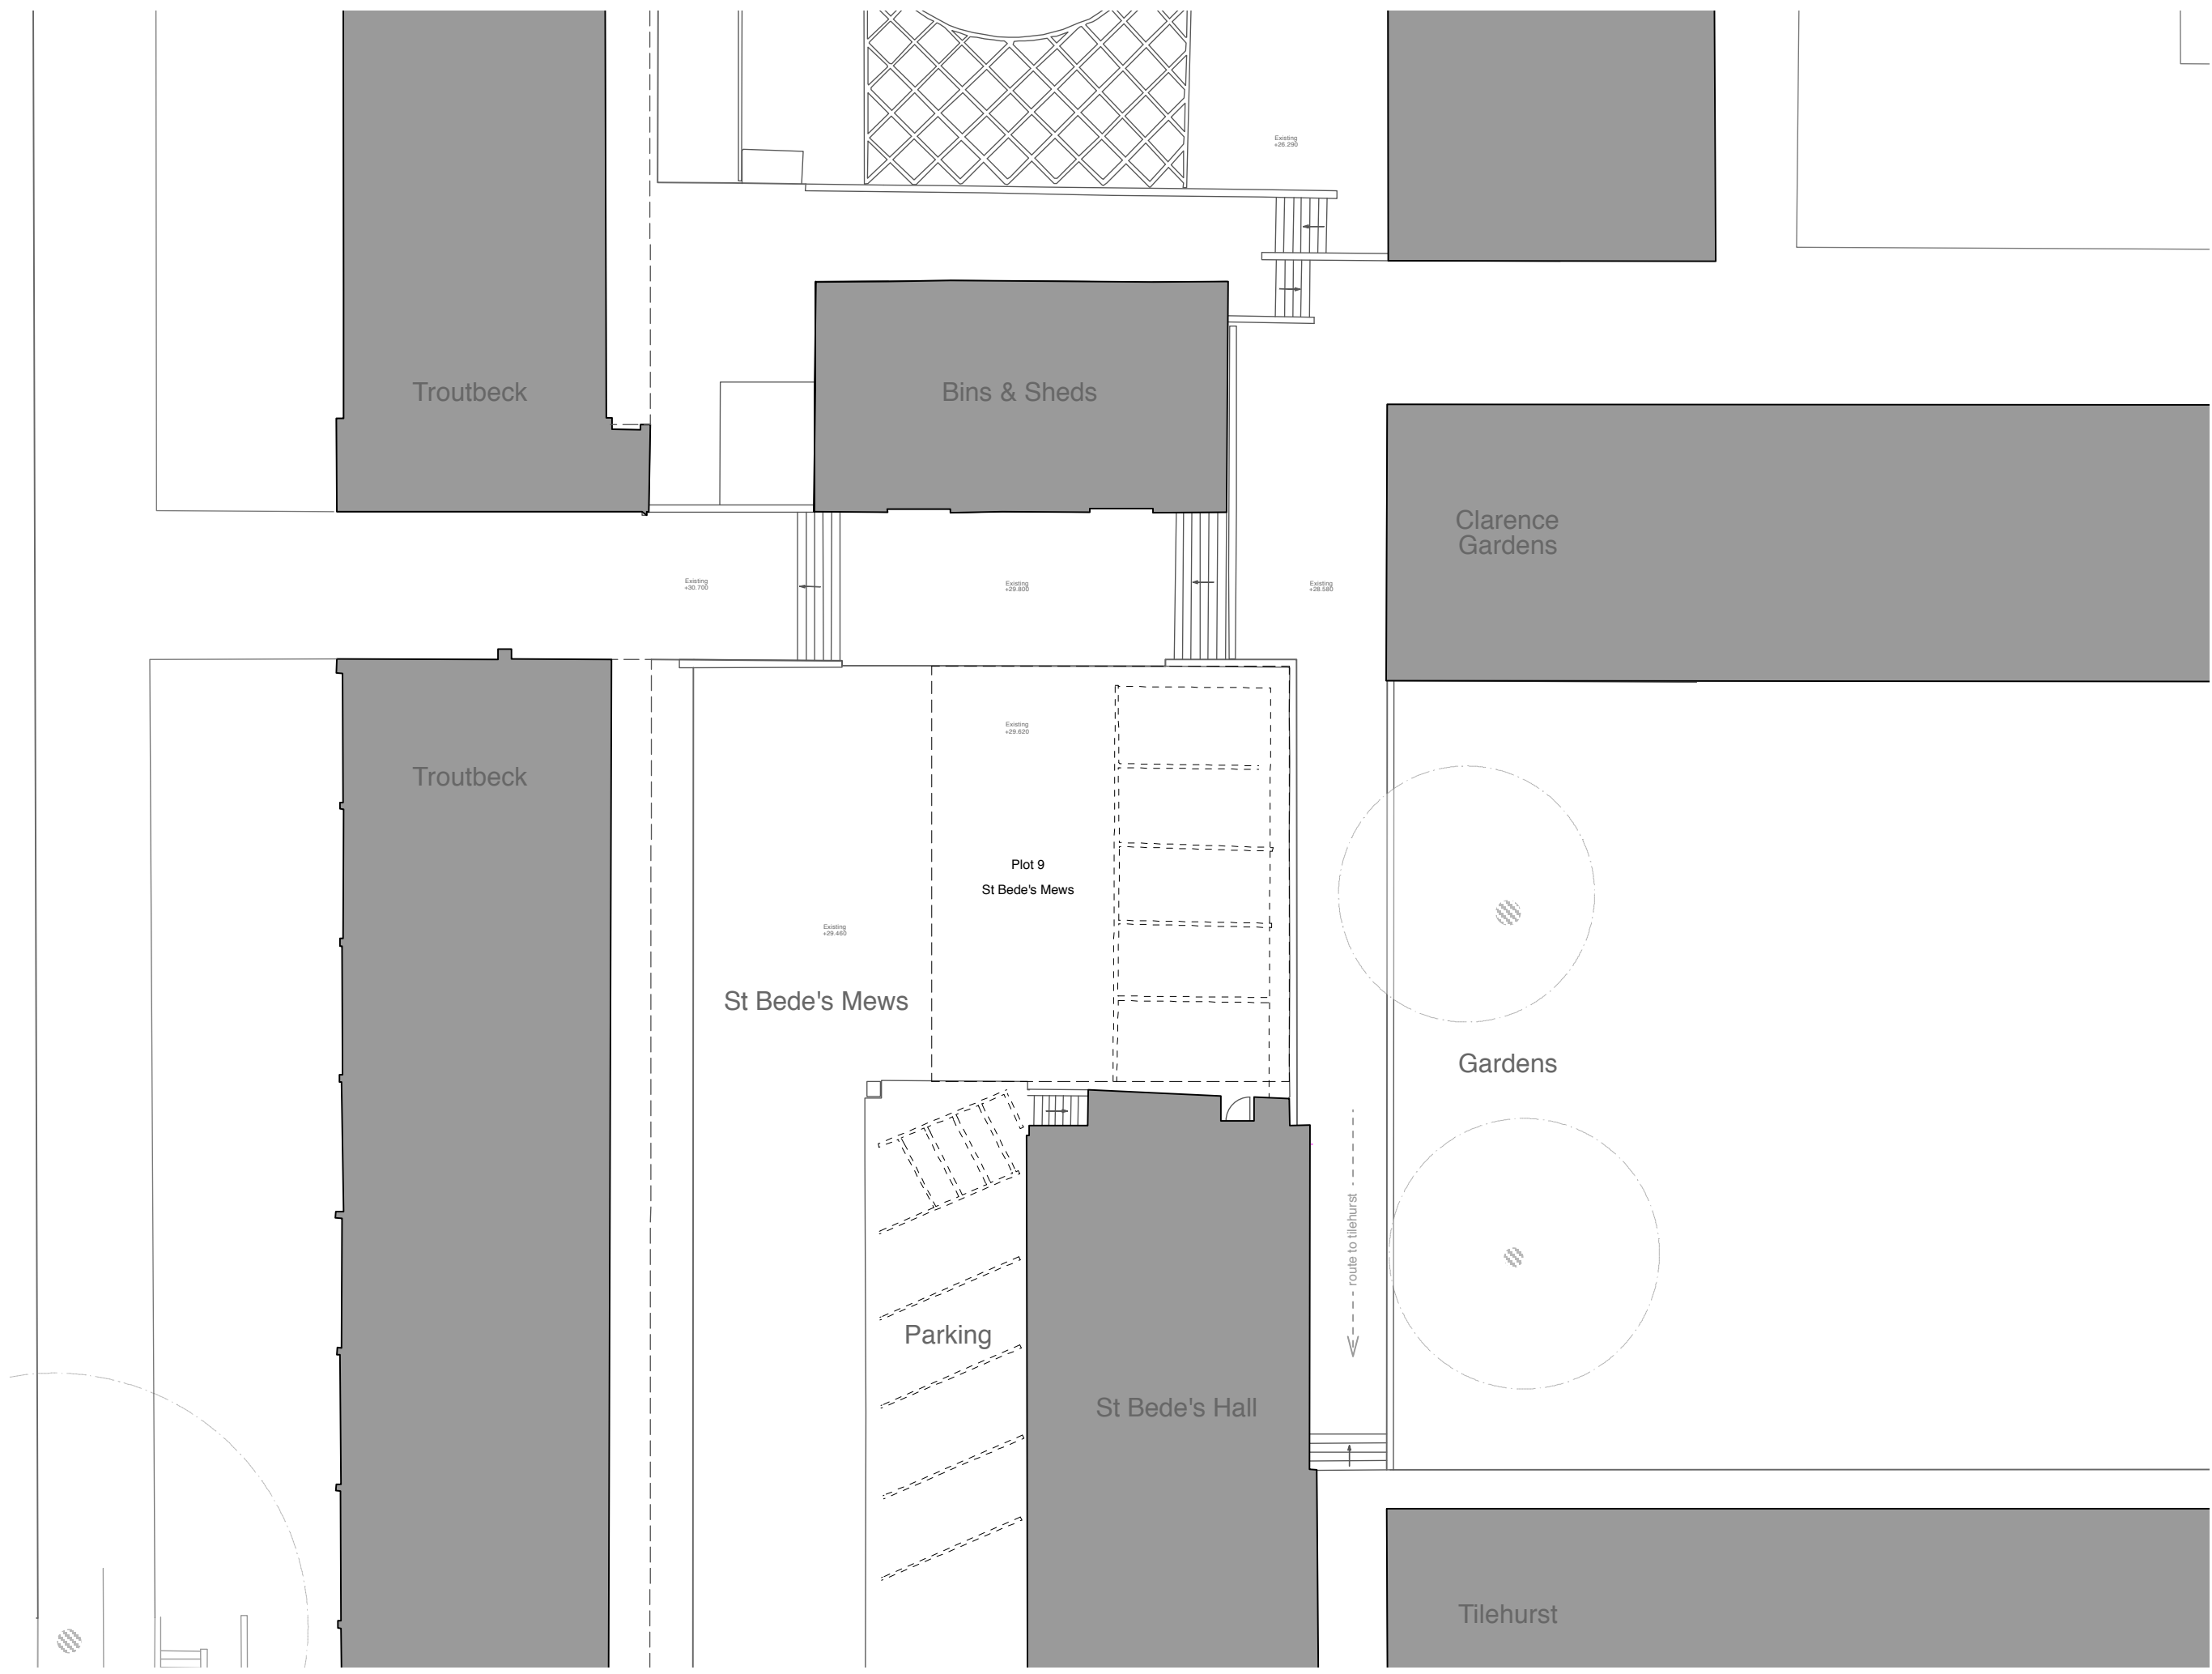 Existing
+26.290
Troutbeck
Bins & Sheds
Clarence
Gardens
Existing
+30.700
Existing
+29.800
Existing
+28.580
Existing
+29.620
Troutbeck
Plot 9
St Bede's Mews
Existing
+29.460
St Bede's Mews
Gardens
route to tilehurst
Parking
St Bede's Hall
Tilehurst